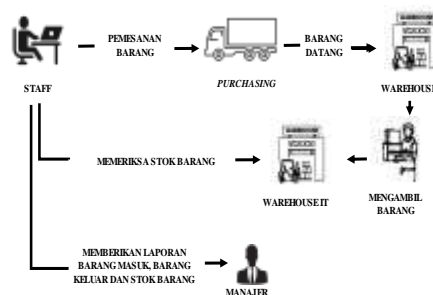 PEMESANAN
BARANG
BARANG
DATANG
STAFF
PURCHASING
WAREHOUSE
MEMERIKSA STOK BARANG
WAREHOUSE IT
MENGAMBIL
BARANG
MEMBERIKAN LAPORAN
BARANG MASUK, BARANG
KELUAR DAN STOK BARANG
MANAJER